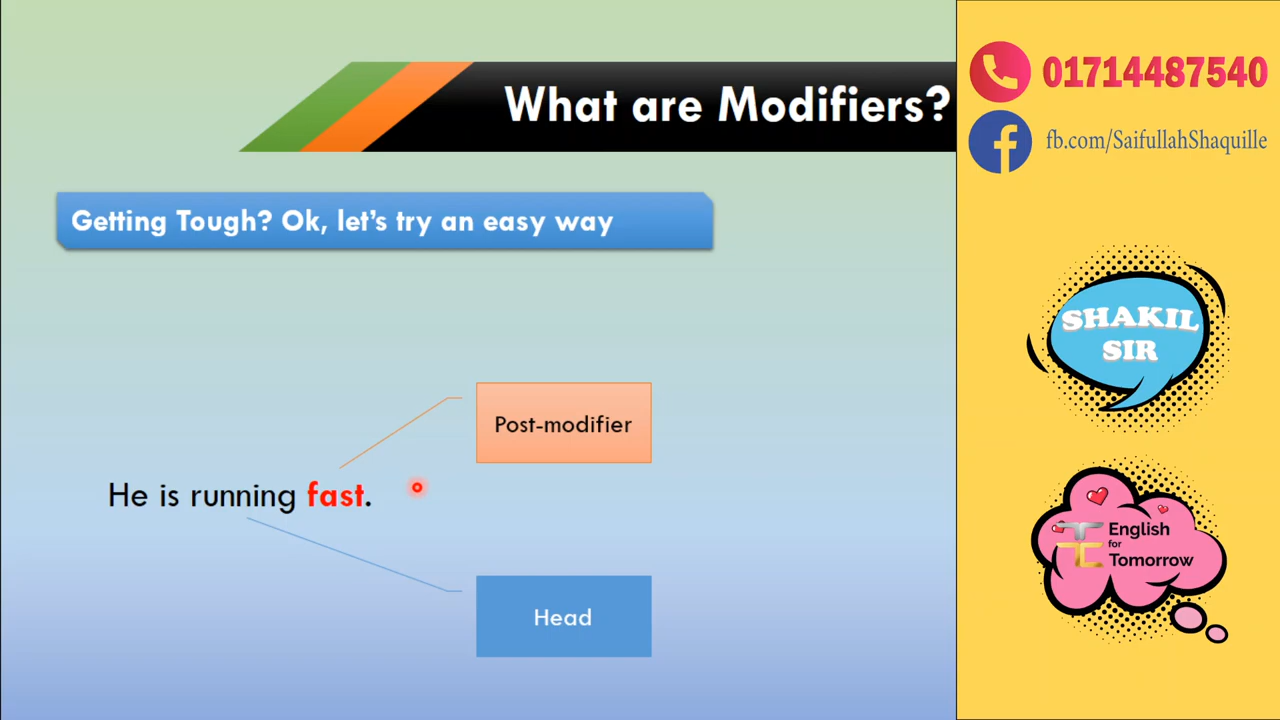 What are Modifiers?
Getting Tough? Ok, let's try an easy way
Post-modifier
He is running fast.
Head
01714487540
fb.com/SaifullahShaquille
SHAKIL
SIR
English
for
Tomorrow